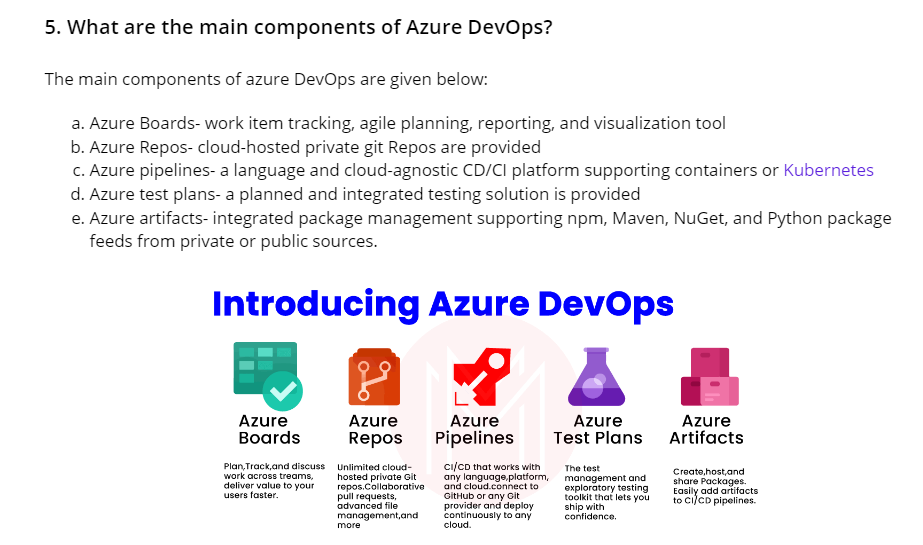 5. What are the main components of Azure DevOps?
The main components of azure DevOps are given below:
a. Azure Boards- work item tracking, agile planning, reporting, and visualization tool
b. Azure Repos- cloud-hosted private git Repos are provided
c. Azure pipelines- a language and cloud-agnostic CD/CI platform supporting containers or Kubernetes
d. Azure test plans- a planned and integrated testing solution is provided
e. Azure artifacts- integrated package management supporting npm, Maven, NuGet, and Python package
feeds from private or public sources.
Introducing Azure DevOps
Azure
Boards
Plan,Track,and discuss
work across treams,
deliver value to your
users faster.
Azure
Repos
Unlimited cloud-
hosted private Git
repos.Collaborative
pull requests,
advanced file
management,and
more
Azure
Pipelines
CI/CD that works with
any language,platform,
and cloud.connect to
GitHub or any Git
provider and deploy
continuously to any
cloud.
Azure
Test Plans
The test
management and
exploratory testing
toolkit that lets you
ship with
confidence.
Azure
Artifacts
Create,host,and
share Packages.
Easily add artifacts
to CI/CD pipelines.